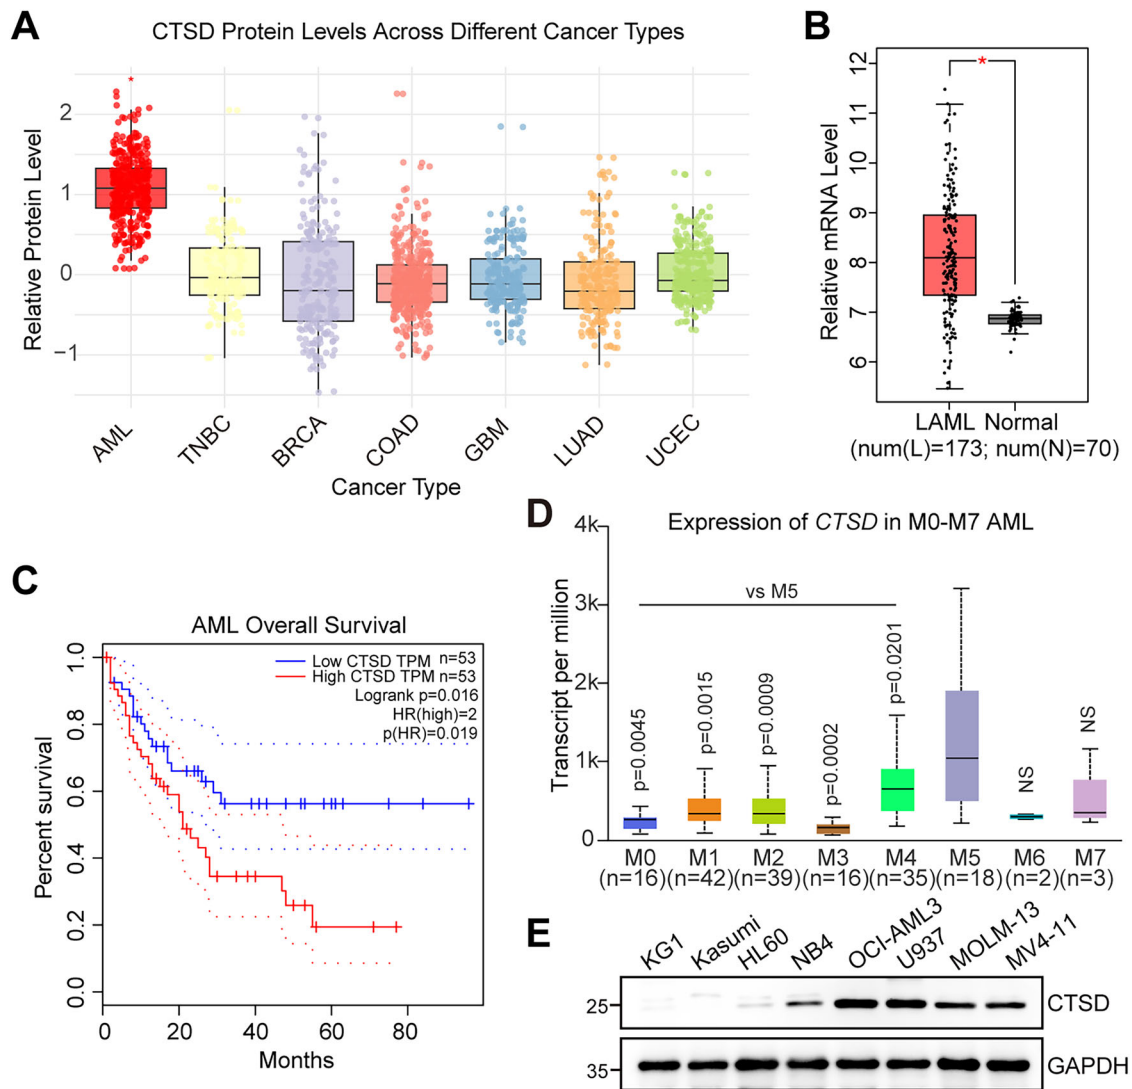 A
CTSD Protein Levels Across Different Cancer Types
Relative Protein Level
2
1
0
−1
*
AML
TNBC
BRCA
COAD
GBM
LUAD
UCEC
Cancer Type
B
Relative mRNA Level
12
11
10
9
8
7
6
*
LAML Normal
(num(L)=173; num(N)=70)
C
AML Overall Survival
Low CTSD TPM n=53
High CTSD TPM n=53
Logrank p=0.016
HR(high)=2
p(HR)=0.019
Percent survival
1.0
0.8
0.6
0.4
0.2
0.0
0 20 40 60 80
Months
D
Expression of CTSD in M0-M7 AML
Transcript per million
4k
3k
2k
1k
0
vs M5
p=0.0045
p=0.0015
p=0.0009
p=0.0002
p=0.0201
NS
NS
M0 M1 M2 M3 M4 M5 M6 M7
(n=16) (n=42) (n=39) (n=16) (n=35) (n=18) (n=2) (n=3)
E
KG1
Kasumi
HL60
NB4
OCI-AML3
U937
MOLM-13
MV4-11
25
CTSD
35
GAPDH